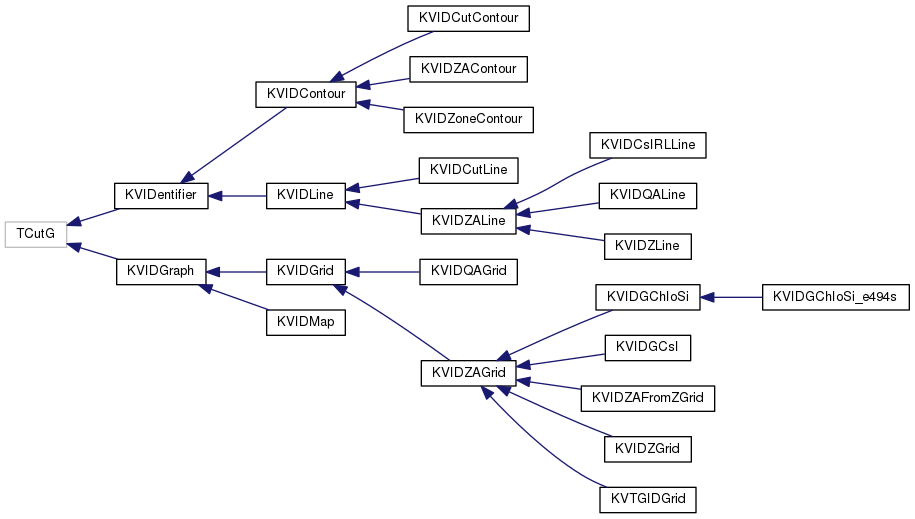 KVIDCutContour
KVIDZAContour
KVIDContour
KVIDZoneContour
KVIDCsIRLLine
KVIDCutLine
KVIDentifier
KVIDLine
KVIDQALine
KVIDZALine
TCutG
KVIDZLine
KVIDGraph
KVIDGrid
KVIDQAGrid
KVIDGChIoSi
KVIDGChIoSi_e494s
KVIDMap
KVIDGCsI
KVIDZAGrid
KVIDZAFromZGrid
KVIDZGrid
KVTGIDGrid